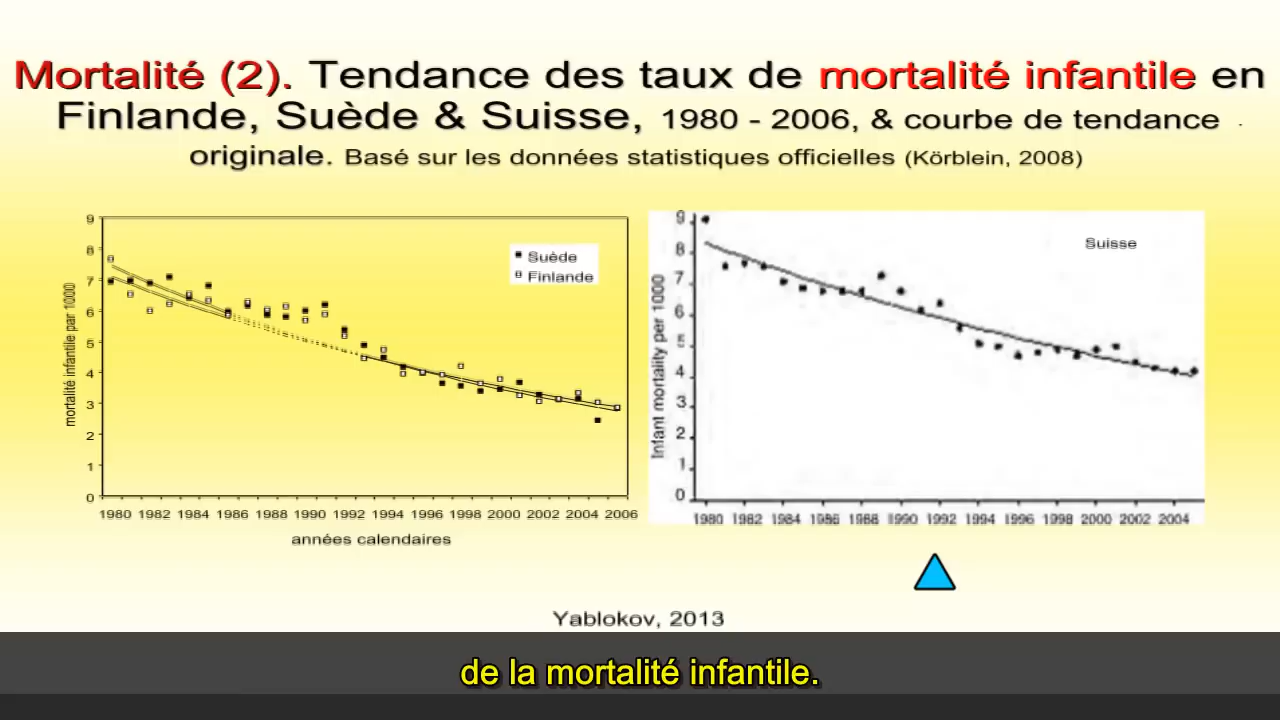 Mortalité (2). Tendance des taux de mortalité infantile en
Finlande, Suède & Suisse, 1980 - 2006, & courbe de tendance
originale. Basé sur les données statistiques officielles (Körblein, 2008)
9
8
7
6
5
4
3
2
1
0
mortalité infantile par 1000
Suède
Finlande
1980 1982 1984 1986 1988 1990 1992 1994 1996 1998 2000 2002 2004 2006
années calendaires
9
8
7
6
5
4
3
2
1
0
Infant mortality per 1000
Suisse
1980 1982 1984 1986 1988 1990 1992 1994 1996 1998 2000 2002 2004
Yablokov, 2013
de la mortalité infantile.